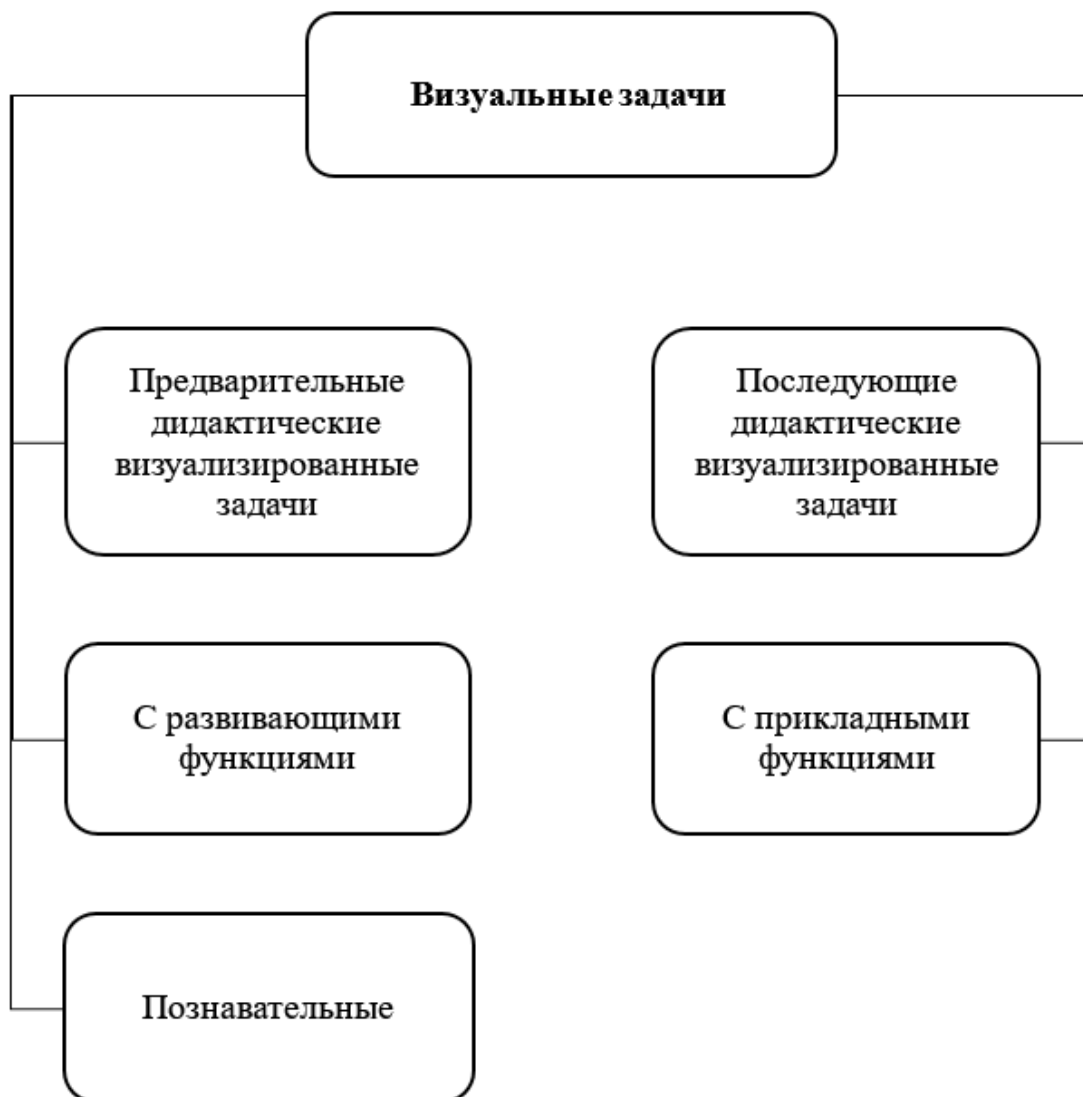 Визуальные задачи
Предварительные
дидактические
визуализированные
задачи
Последующие
дидактические
визуализированные
задачи
С развивающими
функциями
С прикладными
функциями
Познавательные